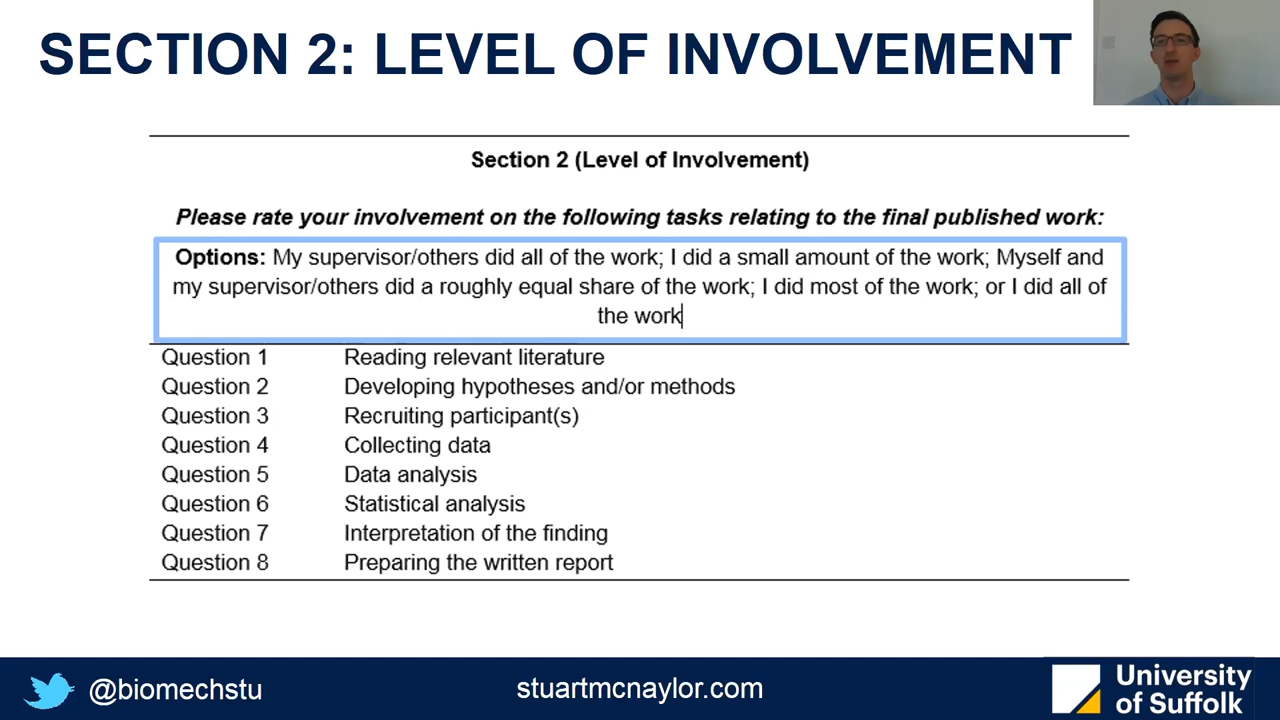 SECTION 2: LEVEL OF INVOLVEMENT
Section 2 (Level of Involvement)
Please rate your involvement on the following tasks relating to the final published work:
Options: My supervisor/others did all of the work; I did a small amount of the work; Myself and
my supervisor/others did a roughly equal share of the work; I did most of the work; or I did all of
the work
Question 1 Reading relevant literature
Question 2 Developing hypotheses and/or methods
Question 3 Recruiting participant(s)
Question 4 Collecting data
Question 5 Data analysis
Question 6 Statistical analysis
Question 7 Interpretation of the finding
Question 8 Preparing the written report
@biomechstu
stuartmcnaylor.com
University
of Suffolk